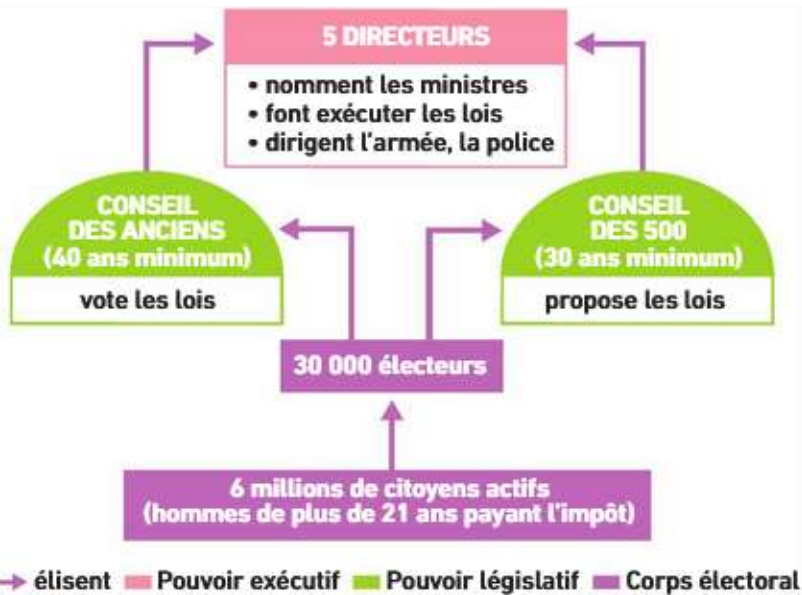 5 DIRECTEURS
• nomment les ministres
• font exécuter les lois
• dirigent l'armée, la police
CONSEIL
DES ANCIENS
(40 ans minimum)
vote les lois
CONSEIL
DES 500
(30 ans minimum)
propose les lois
30 000 électeurs
6 millions de citoyens actifs
(hommes de plus de 21 ans payant l'impôt)
élisent Pouvoir exécutif Pouvoir législatif Corps électoral